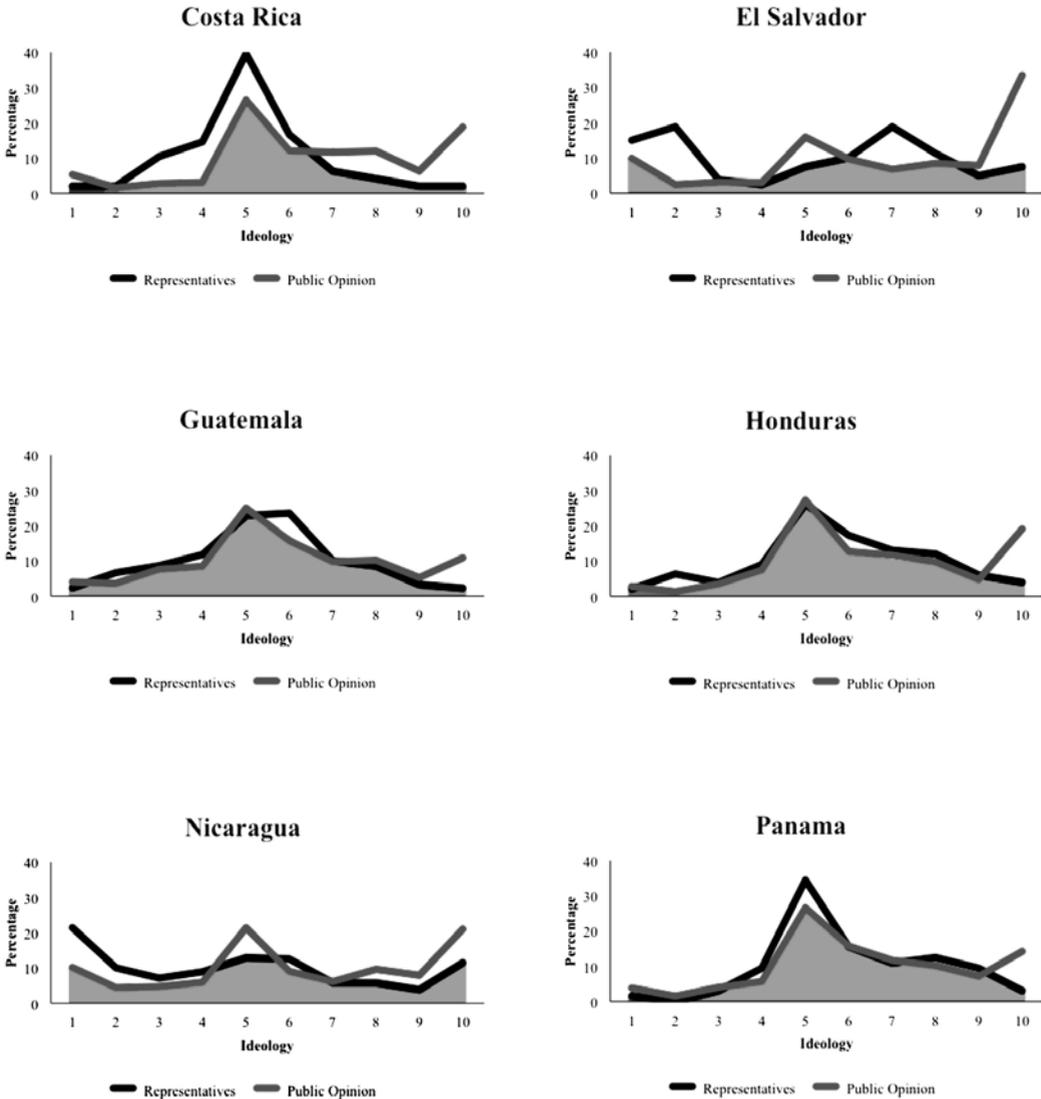 Costa Rica
Percentage
40
30
20
10
0
1 2 3 4 5 6 7 8 9 10
Ideology
Representatives Public Opinion
El Salvador
Percentage
40
30
20
10
0
1 2 3 4 5 6 7 8 9 10
Ideology
Representatives Public Opinion
Guatemala
Percentage
40
30
20
10
0
1 2 3 4 5 6 7 8 9 10
Ideology
Representatives Public Opinion
Honduras
Percentage
40
30
20
10
0
1 2 3 4 5 6 7 8 9 10
Ideology
Representatives Public Opinion
Nicaragua
Percentage
40
30
20
10
0
1 2 3 4 5 6 7 8 9 10
Ideology
Representatives Public Opinion
Panama
Percentage
40
30
20
10
0
1 2 3 4 5 6 7 8 9 10
Ideology
Representatives Public Opinion